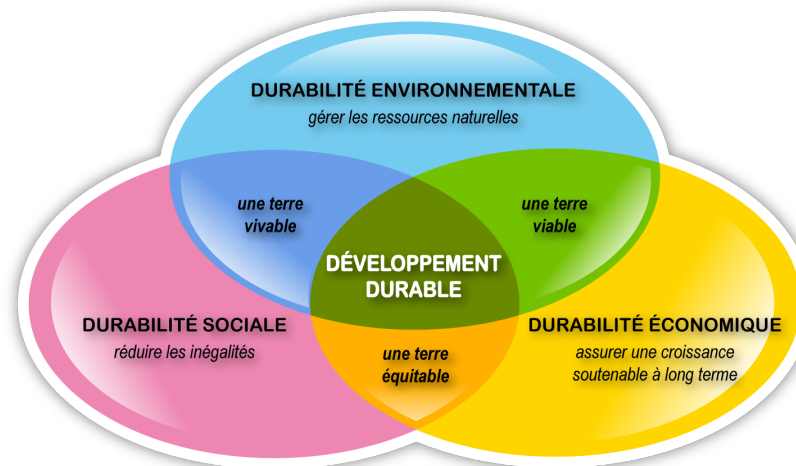 DURABILITÉ ENVIRONNEMENTALE
gérer les ressources naturelles
une terre
vivable
une terre
viable
DÉVELOPPEMENT
DURABLE
DURABILITÉ SOCIALE
réduire les inégalités
une terre
équitable
DURABILITÉ ÉCONOMIQUE
assurer une croissance
soutenable à long terme